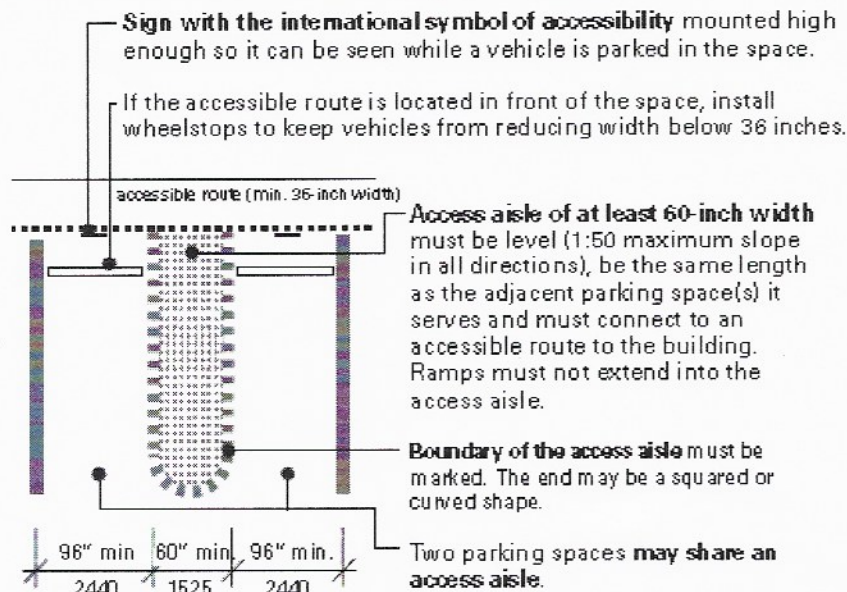 Sign with the international symbol of accessibility mounted high
enough so it can be seen while a vehicle is parked in the space.
If the accessible route is located in front of the space, install
wheelstops to keep vehicles from reducing width below 36 inches.
accessible route (min. 36-inch width)
Access aisle of at least 60-inch width
must be level (1:50 maximum slope
in all directions), be the same length
as the adjacent parking space(s) it
serves and must connect to an
accessible route to the building.
Ramps must not extend into the
access aisle.
Boundary of the access aisle must be
marked. The end may be a squared or
curved shape.
Two parking spaces may share an
access aisle.
96" min 60" min. 96" min.
2440 1525 2440